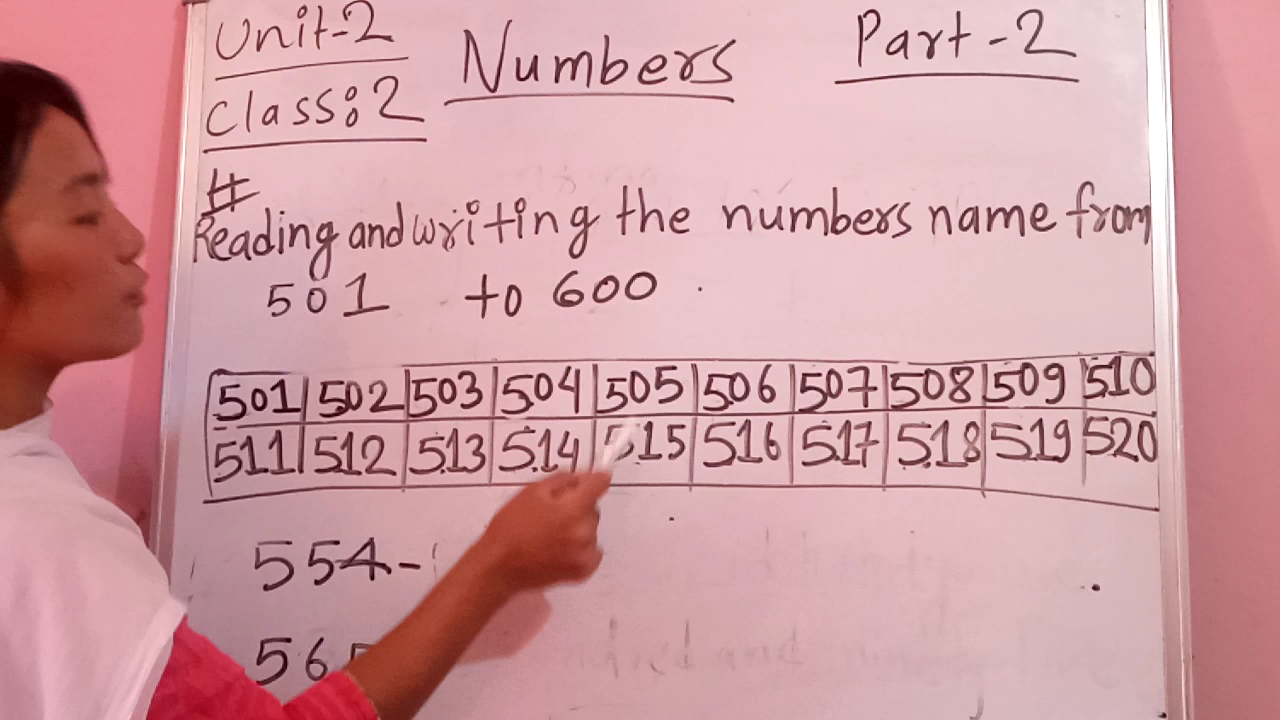 Unit-2
Numbers
Part-2
Class:2
#
Reading and writing the numbers name from
501 to 600
501 502 503 504 505 506 507 508 509 510
511 512 513 514 515 516 517 518 519 520
554-